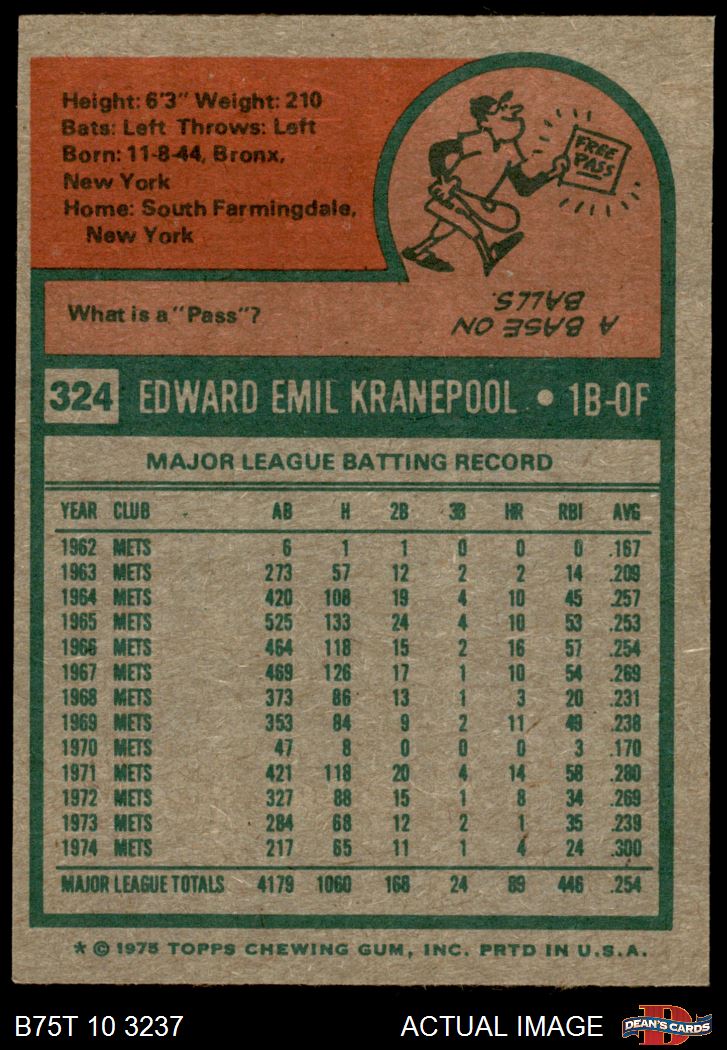 Height: 6'3" Weight: 210
Bats: Left Throws: Left
Born: 11-8-44, Bronx,
New York
Home: South Farmingdale,
New York
FREE
PASS
What is a "Pass"?
A BASE ON
BALLS.
324 EDWARD EMIL KRANEPOOL • 1B-OF
MAJOR LEAGUE BATTING RECORD
YEAR CLUB AB H 2B 3B HR RBI AVG
1962 METS 6 1 1 0 0 0 .167
1963 METS 273 57 12 2 2 14 .209
1964 METS 420 108 19 4 10 45 .257
1965 METS 525 133 24 4 10 53 .253
1966 METS 464 118 15 2 16 57 .254
1967 METS 469 126 17 1 10 54 .269
1968 METS 373 86 13 1 3 20 .231
1969 METS 353 84 9 2 11 49 .238
1970 METS 47 8 0 0 0 3 .170
1971 METS 421 118 20 4 14 58 .280
1972 METS 327 88 15 1 8 34 .269
1973 METS 284 68 12 2 1 35 .239
1974 METS 217 65 11 1 4 24 .300
MAJOR LEAGUE TOTALS 4179 1060 168 24 89 446 .254
* © 1975 TOPPS CHEWING GUM, INC. PRTD IN U.S.A.
B75T 10 3237 ACTUAL IMAGE
D
DEAN'S CARDS